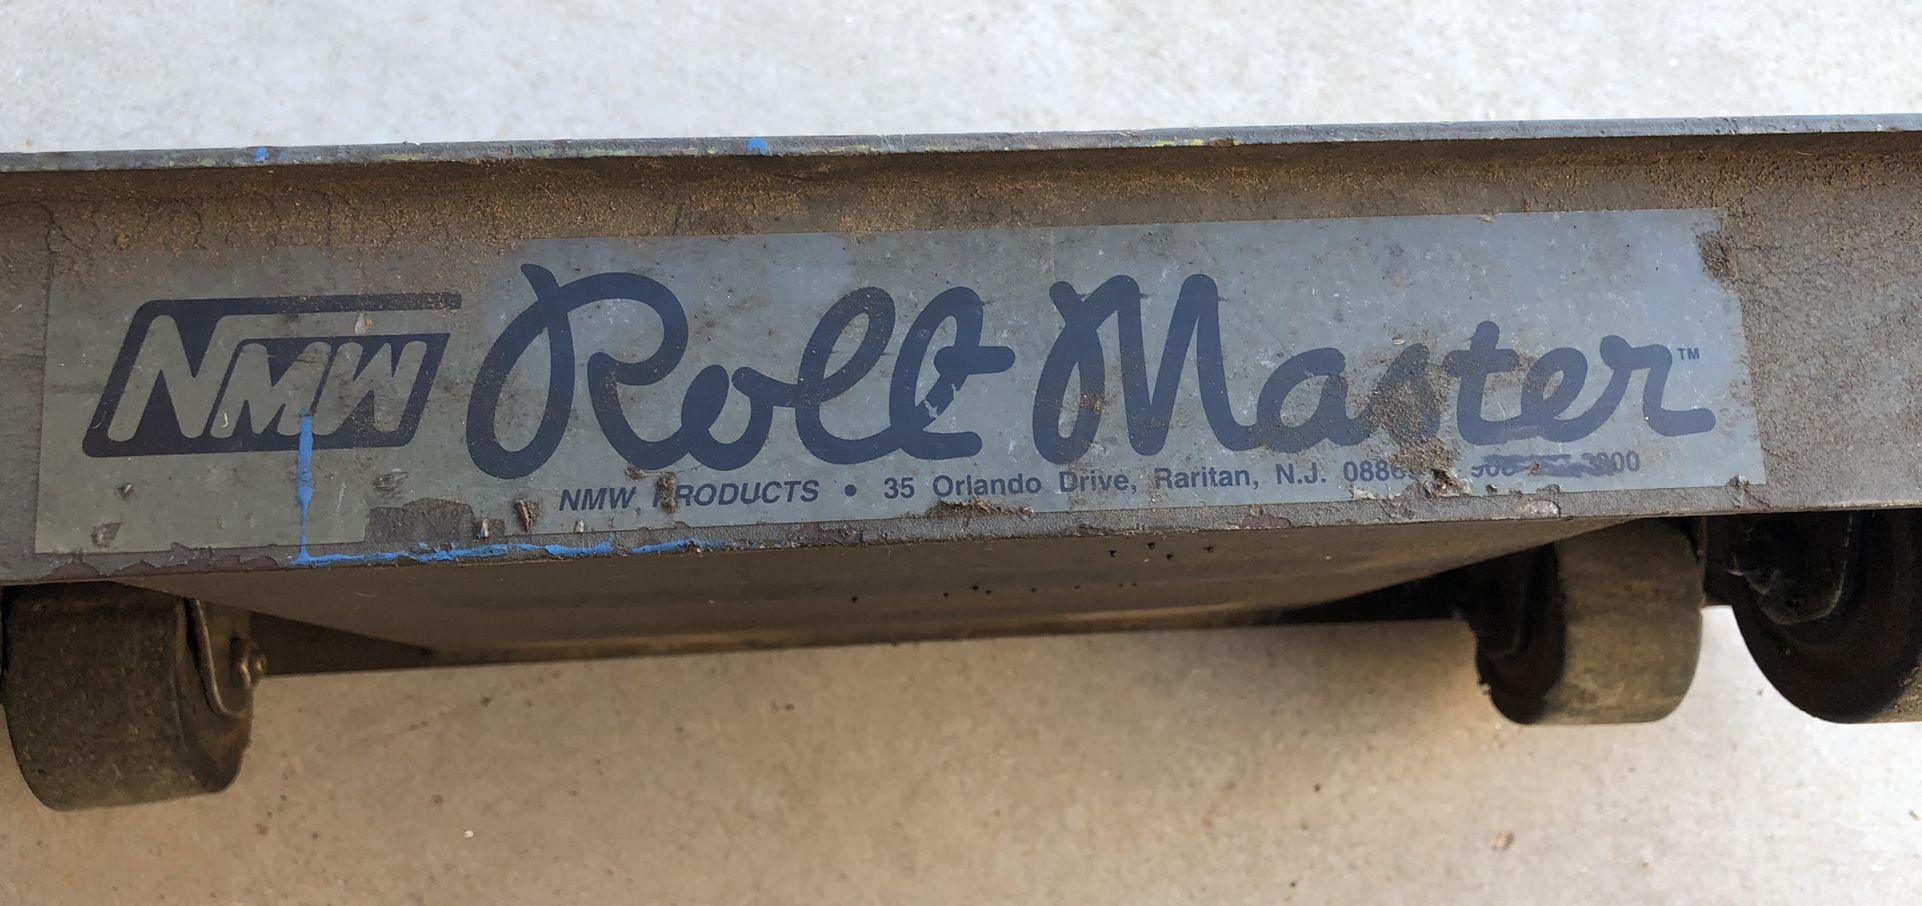 NMW Roll Master™
NMW PRODUCTS • 35 Orlando Drive, Raritan, N.J.